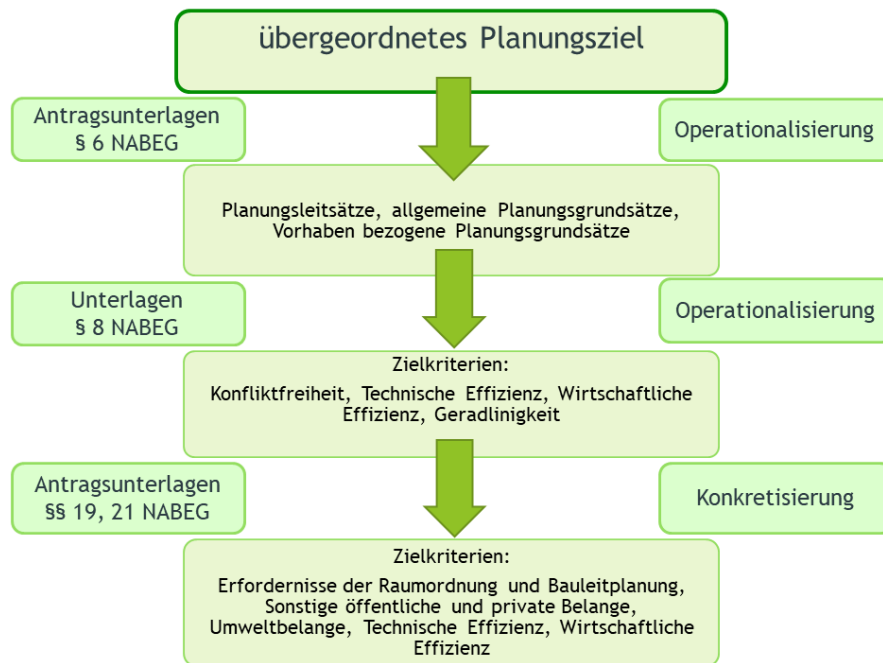 übergeordnetes Planungsziel
Antragsunterlagen
§ 6 NABEG
Operationalisierung
Planungsleitsätze, allgemeine Planungsgrundsätze,
Vorhaben bezogene Planungsgrundsätze
Unterlagen
§ 8 NABEG
Operationalisierung
Zielkriterien:
Konfliktfreiheit, Technische Effizienz, Wirtschaftliche
Effizienz, Geradlinigkeit
Antragsunterlagen
§§ 19, 21 NABEG
Konkretisierung
Zielkriterien:
Erfordernisse der Raumordnung und Bauleitplanung,
Sonstige öffentliche und private Belange,
Umweltbelange, Technische Effizienz, Wirtschaftliche
Effizienz